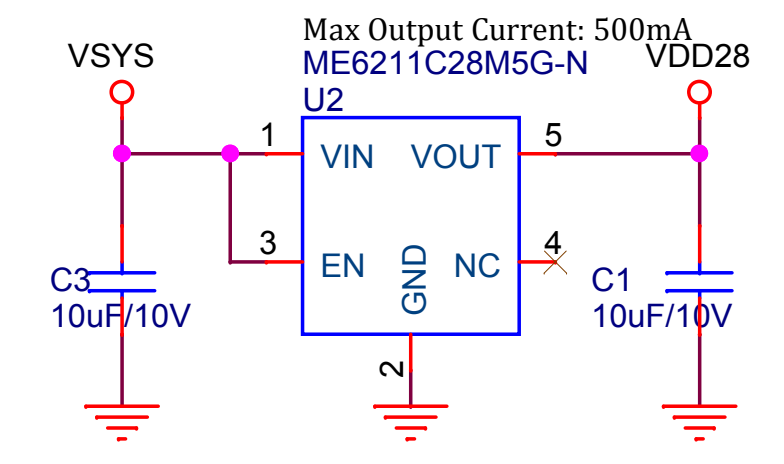 Max Output Current: 500mA
VSYS
ME6211C28M5G-N
VDD28
U2
1
VIN
VOUT
5
3
EN
GND
NC
4
C3
10uF/10V
C1
10uF/10V
2